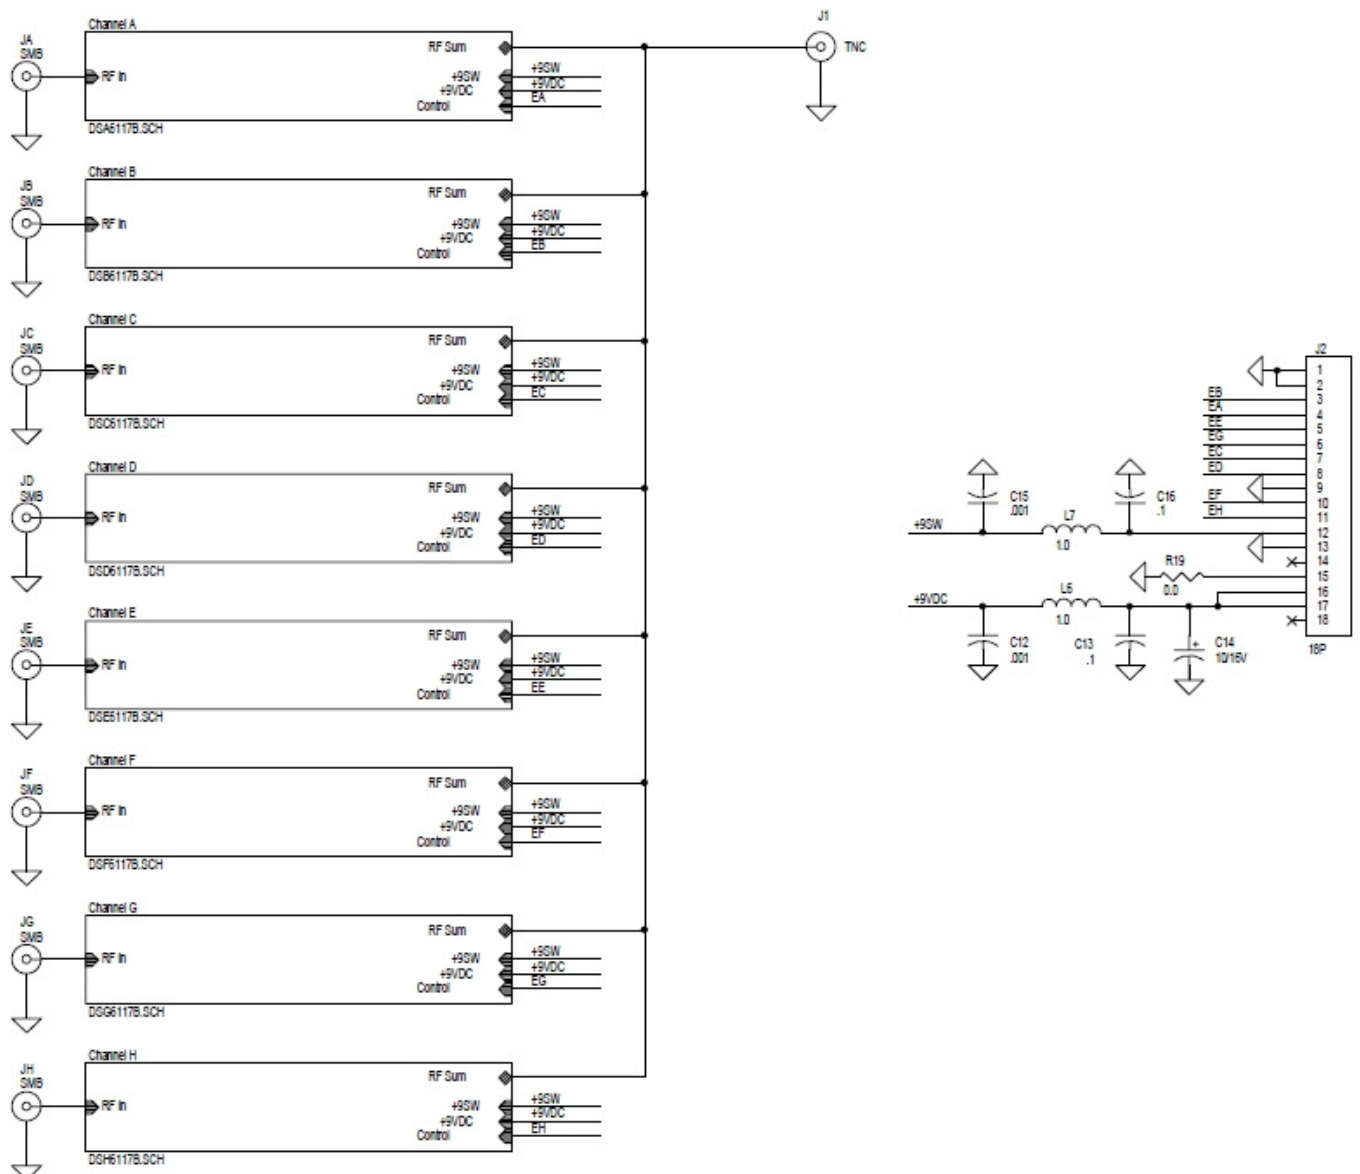 Channel A
JA
SMB
RF In
RF Sum
+9SW
+9VDC
Control
+9SW
+9VDC
EA
DSA6117B.SCH
J1
TNC
Channel B
JB
SMB
RF In
RF Sum
+9SW
+9VDC
Control
+9SW
+9VDC
EB
DSB6117B.SCH
Channel C
JC
SMB
RF In
RF Sum
+9SW
+9VDC
Control
+9SW
+9VDC
EC
DSC6117B.SCH
Channel D
JD
SMB
RF In
RF Sum
+9SW
+9VDC
Control
+9SW
+9VDC
ED
DSD6117B.SCH
Channel E
JE
SMB
RF In
RF Sum
+9SW
+9VDC
Control
+9SW
+9VDC
EE
DSE6117B.SCH
Channel F
JF
SMB
RF In
RF Sum
+9SW
+9VDC
Control
+9SW
+9VDC
EF
DSF6117B.SCH
Channel G
JG
SMB
RF In
RF Sum
+9SW
+9VDC
Control
+9SW
+9VDC
EG
DSG6117B.SCH
Channel H
JH
SMB
RF In
RF Sum
+9SW
+9VDC
Control
+9SW
+9VDC
EH
DSH6117B.SCH
J2
1
2
EB 3
EA 4
EE 5
EG 6
EC 7
ED 8
9
EF 10
EH 11
12
13
14
15
16
17
18
18P
+9SW
C15
.001
L7
1.0
C16
.1
R19
0.0
+9VDC
C12
.001
L6
1.0
C13
.1
+
C14
10/16V